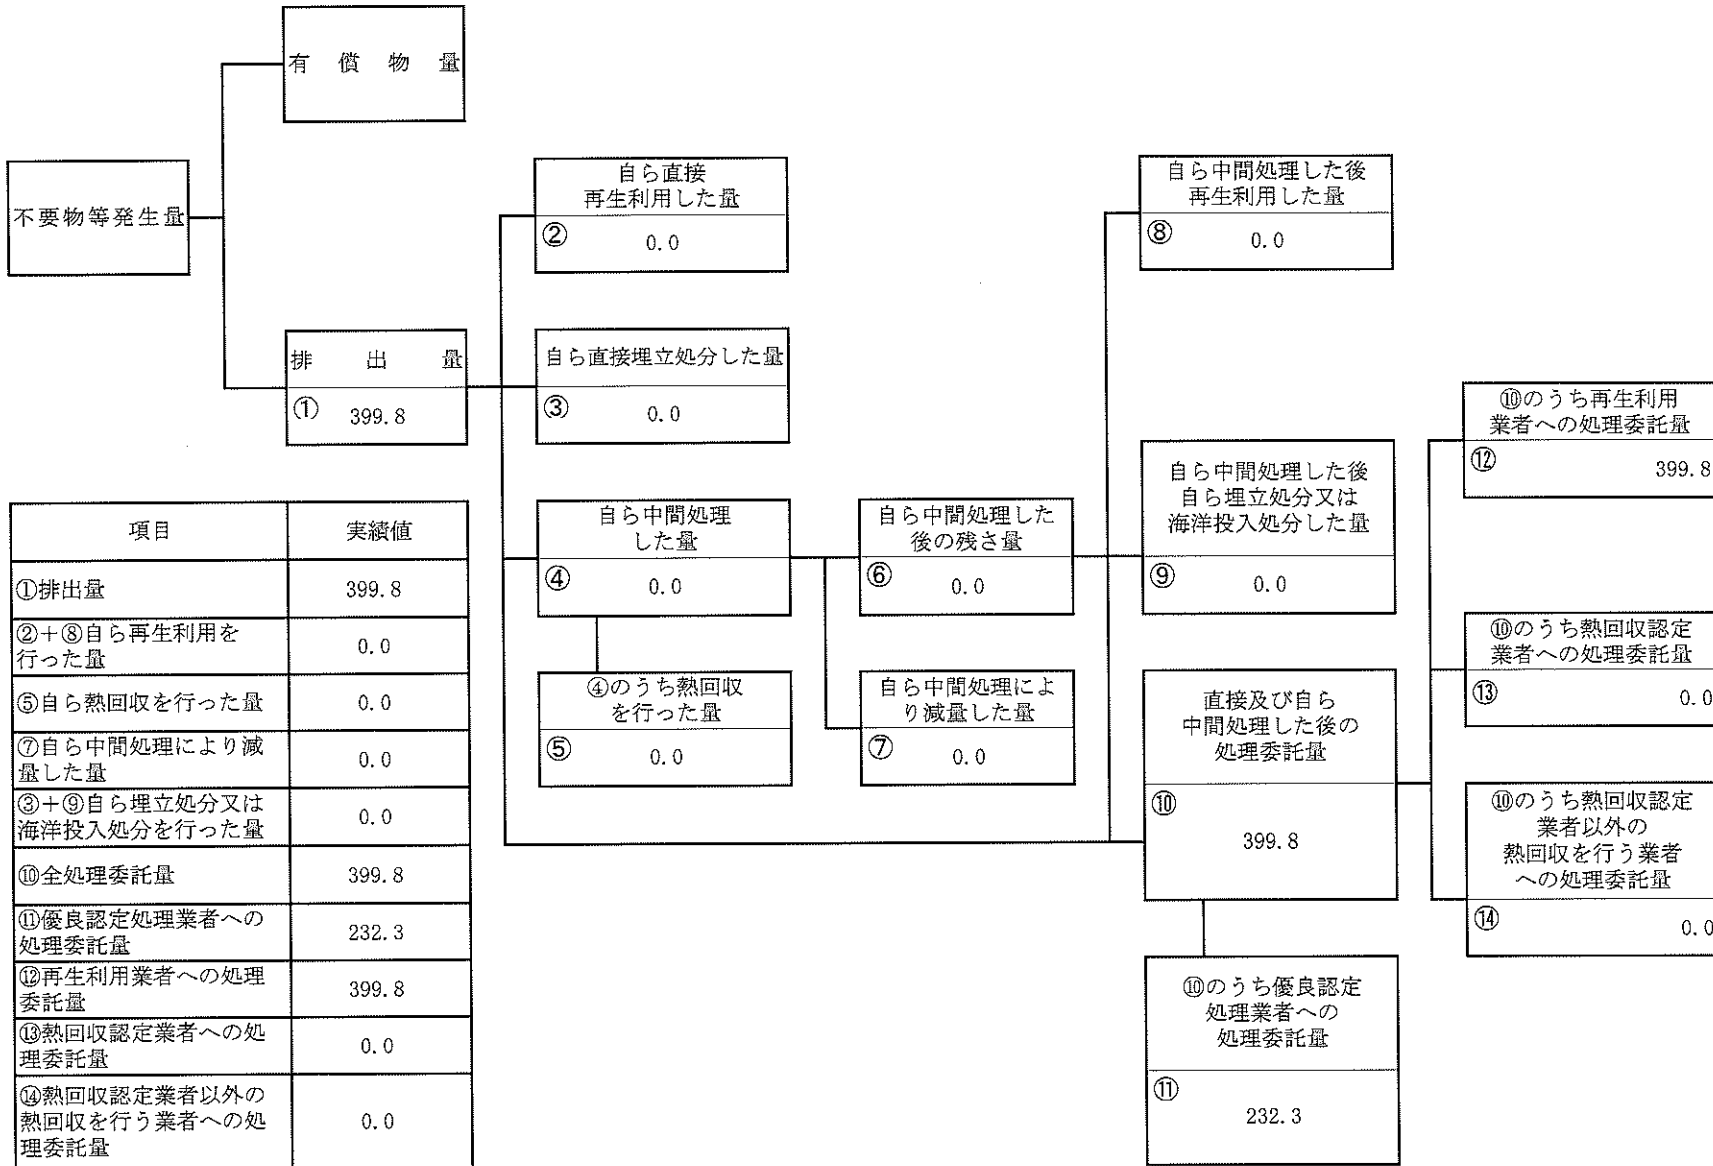 有償物量
不要物等発生量
排出量
① 399.8
自ら直接
再生利用した量
② 0.0
自ら直接埋立処分した量
③ 0.0
自ら中間処理
した量
④ 0.0
④のうち熱回収
を行った量
⑤ 0.0
自ら中間処理した
後の残さ量
⑥ 0.0
自ら中間処理によ
り減量した量
⑦ 0.0
自ら中間処理した後
再生利用した量
⑧ 0.0
自ら中間処理した後
自ら埋立処分又は
海洋投入処分した量
⑨ 0.0
直接及び自ら
中間処理した後の
処理委託量
⑩
399.8
⑩のうち優良認定
処理業者への
処理委託量
⑪
232.3
⑩のうち再生利用
業者への処理委託量
⑫ 399.8
⑩のうち熱回収認定
業者への処理委託量
⑬ 0.0
⑩のうち熱回収認定
業者以外の
熱回収を行う業者
への処理委託量
⑭ 0.0
項目 実績値
①排出量 399.8
②+⑧自ら再生利用を
行った量 0.0
⑤自ら熱回収を行った量 0.0
⑦自ら中間処理により減
量した量 0.0
③+⑨自ら埋立処分又は
海洋投入処分を行った量 0.0
⑩全処理委託量 399.8
⑪優良認定処理業者への
処理委託量 232.3
⑫再生利用業者への処理
委託量 399.8
⑬熱回収認定業者への処
理委託量 0.0
⑭熱回収認定業者以外の
熱回収を行う業者への処
理委託量 0.0